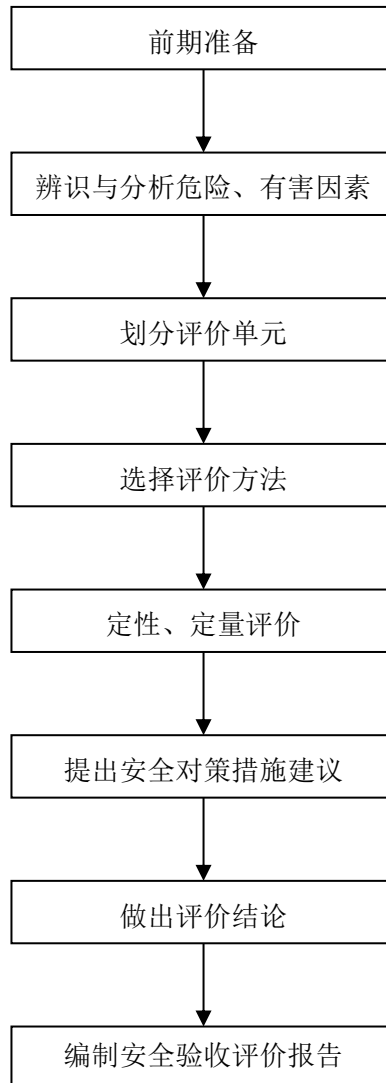 前期准备
辨识与分析危险、有害因素
划分评价单元
选择评价方法
定性、定量评价
提出安全对策措施建议
做出评价结论
编制安全验收评价报告